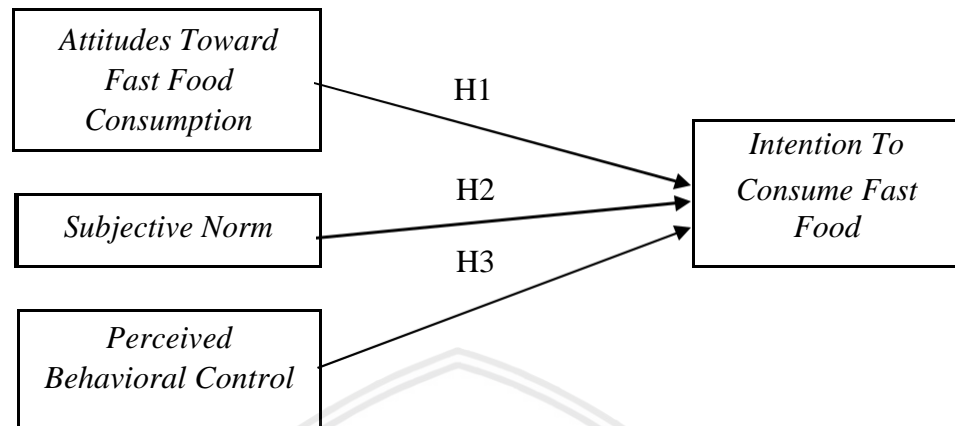 Attitudes Toward
Fast Food
Consumption
H1
Intention To
Consume Fast
Food
Subjective Norm
H2
H3
Perceived
Behavioral Control